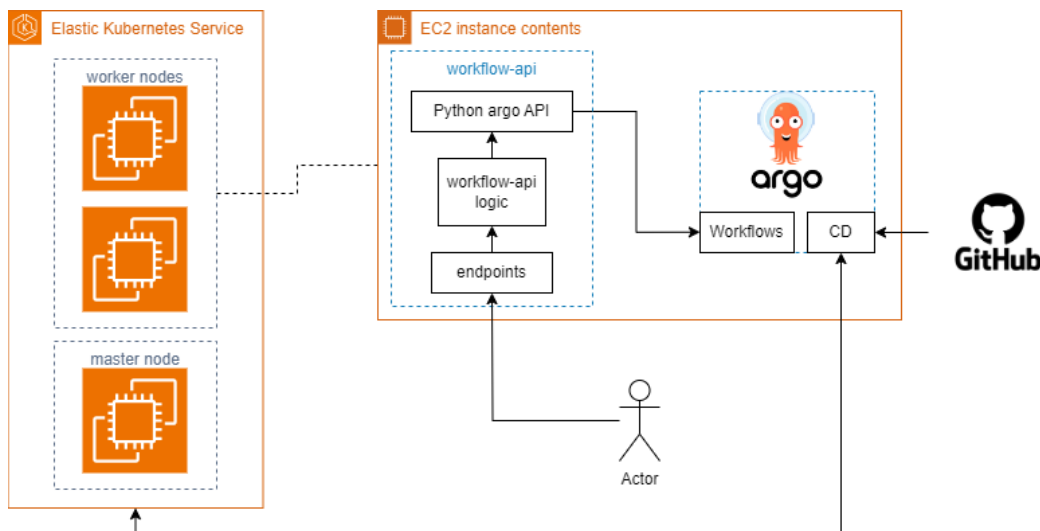 Elastic Kubernetes Service
worker nodes
master node
EC2 instance contents
workflow-api
Python argo API
workflow-api
logic
endpoints
argo
Workflows
CD
GitHub
Actor